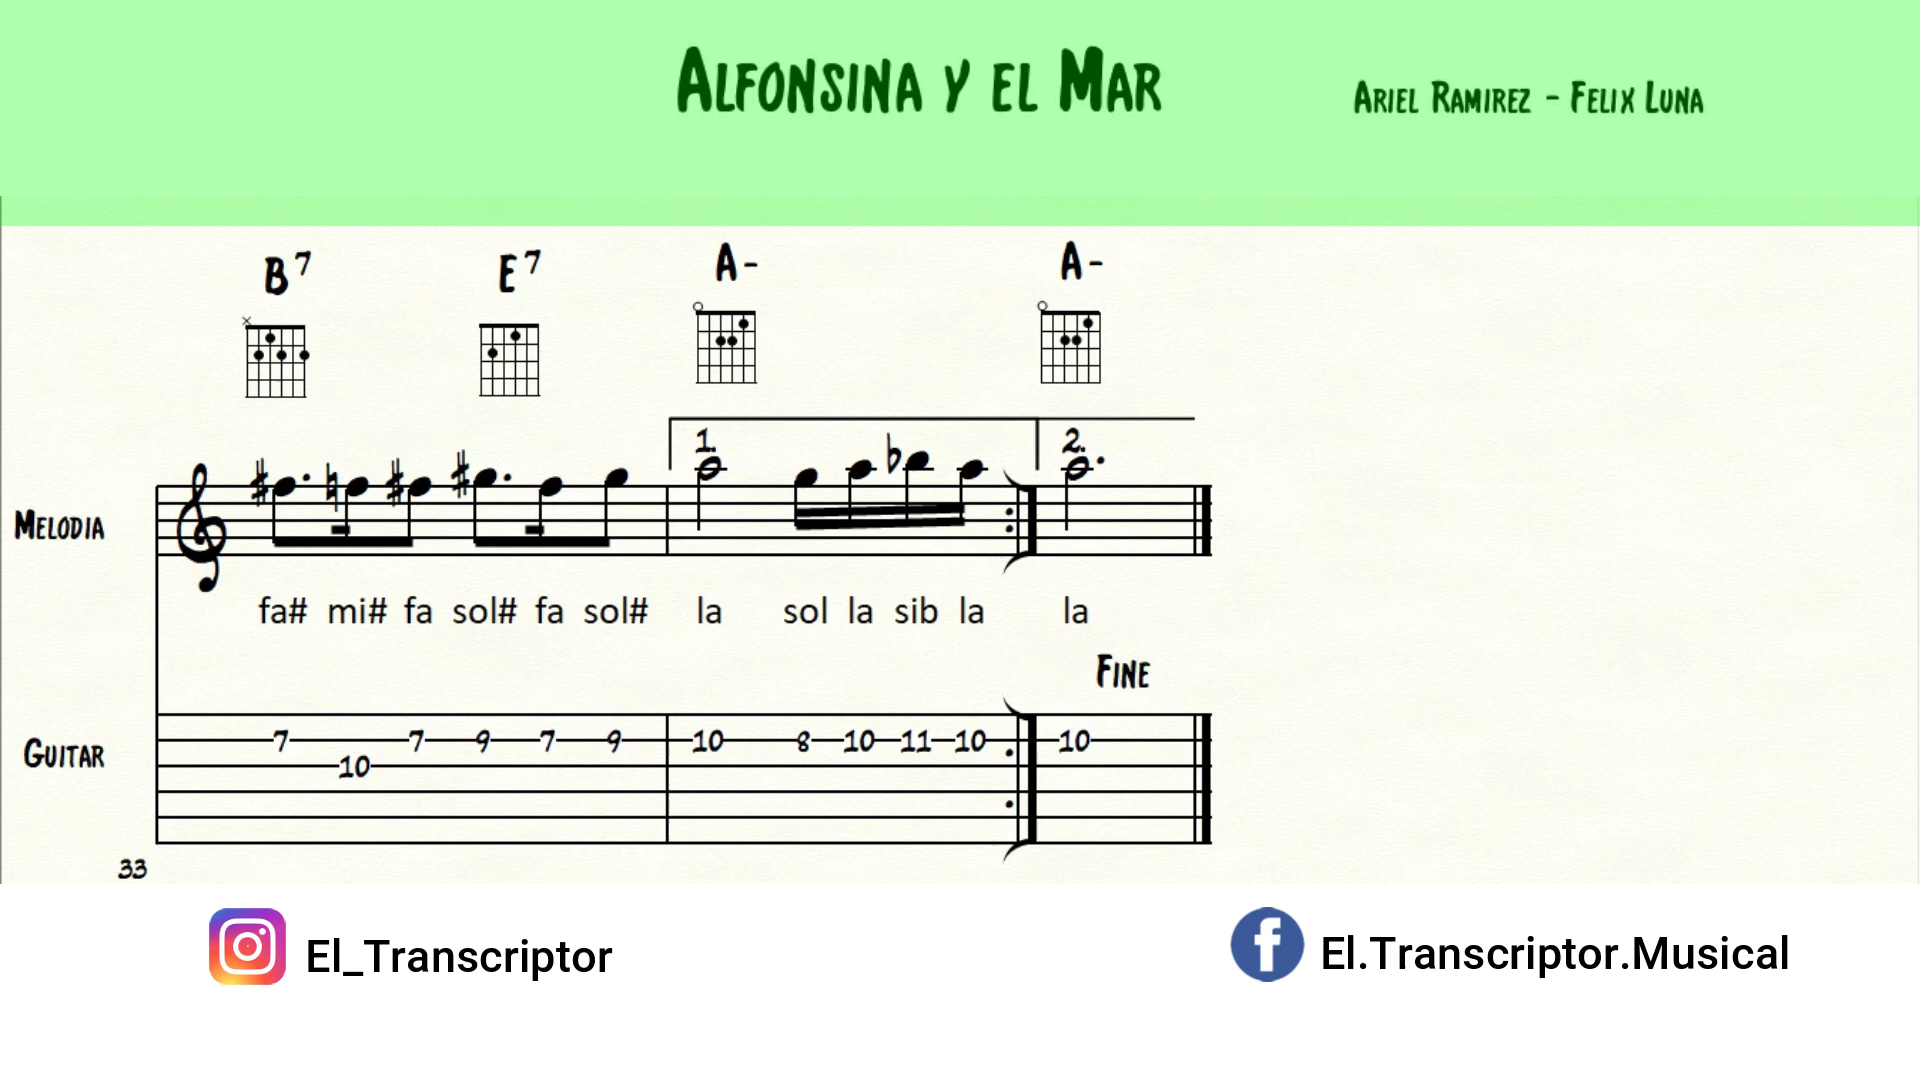 ALFONSINA Y EL MAR
ARIEL RAMIREZ - FELIX LUNA
B7 E7 A- A-
1. 2.
MELODIA
fa# mi# fa sol# fa sol# la sol la sib la la
FINE
GUITAR
7 10 7 9 7 9 10 8 10 11 10 10
33
El_Transcriptor
El.Transcriptor.Musical